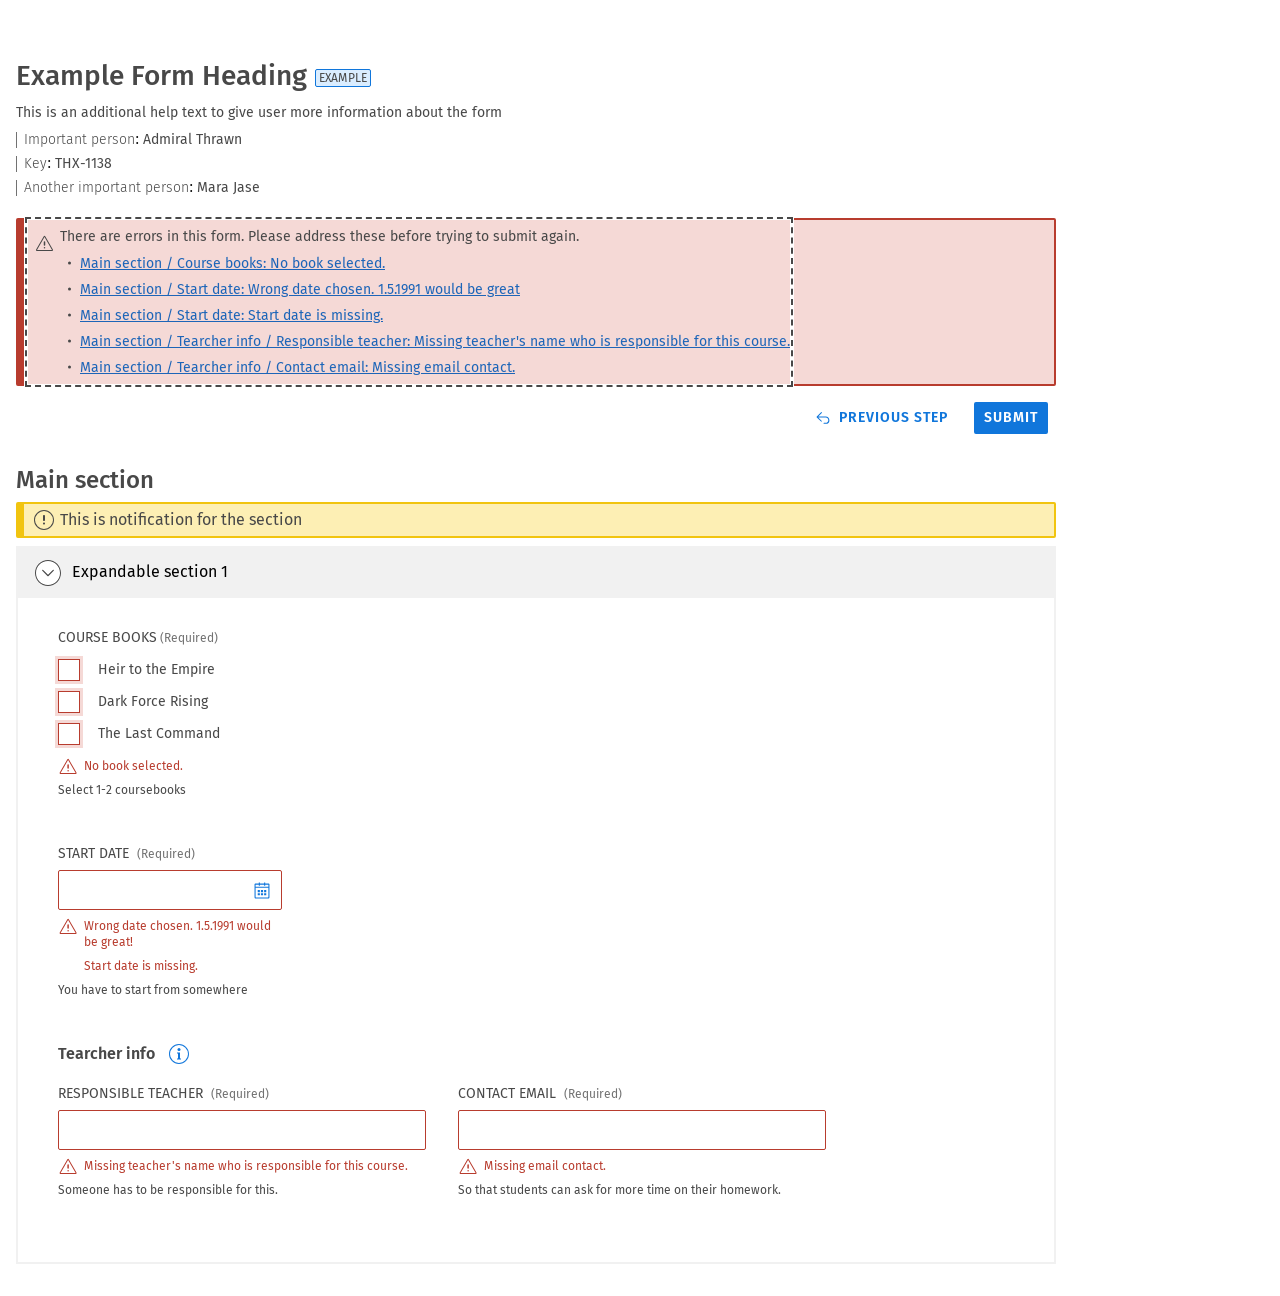 Example Form Heading EXAMPLE
This is an additional help text to give user more information about the form
Important person: Admiral Thrawn
Key: THX-1138
Another important person: Mara Jase
There are errors in this form. Please address these before trying to submit again.
• Main section / Course books: No book selected.
• Main section / Start date: Wrong date chosen. 1.5.1991 would be great
• Main section / Start date: Start date is missing.
• Main section / Tearcher info / Responsible teacher: Missing teacher's name who is responsible for this course.
• Main section / Tearcher info / Contact email: Missing email contact.
PREVIOUS STEP SUBMIT
Main section
This is notification for the section
Expandable section 1
COURSE BOOKS (Required)
Heir to the Empire
Dark Force Rising
The Last Command
No book selected.
Select 1-2 coursebooks
START DATE (Required)
Wrong date chosen. 1.5.1991 would
be great!
Start date is missing.
You have to start from somewhere
Tearcher info
RESPONSIBLE TEACHER (Required)
Missing teacher's name who is responsible for this course.
Someone has to be responsible for this.
CONTACT EMAIL (Required)
Missing email contact.
So that students can ask for more time on their homework.